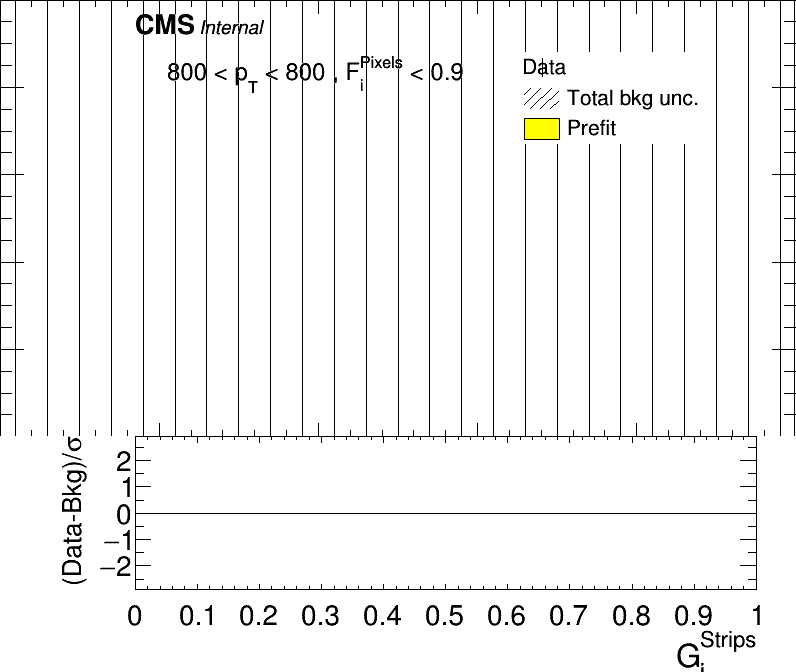 CMS Internal
800 < p_T < 800 , F_i^Pixels < 0.9
Data
Total bkg unc.
Prefit
(Data-Bkg)/σ
2
1
0
−1
−2
0 0.1 0.2 0.3 0.4 0.5 0.6 0.7 0.8 0.9 1
G_i^Strips